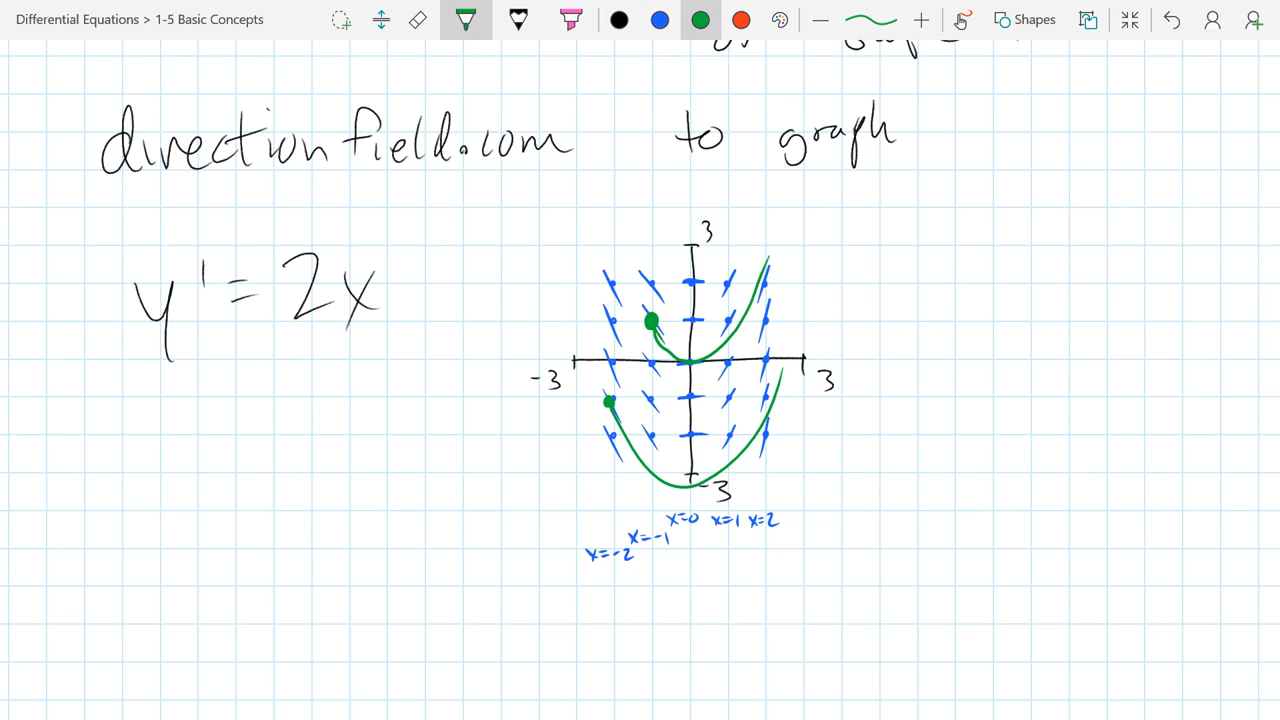 Differential Equations > 1-5 Basic Concepts
Shapes
directionfield.com to graph
y' = 2x
3
-3
3
-3
x=0 x=1 x=2
x=-1
x=-2